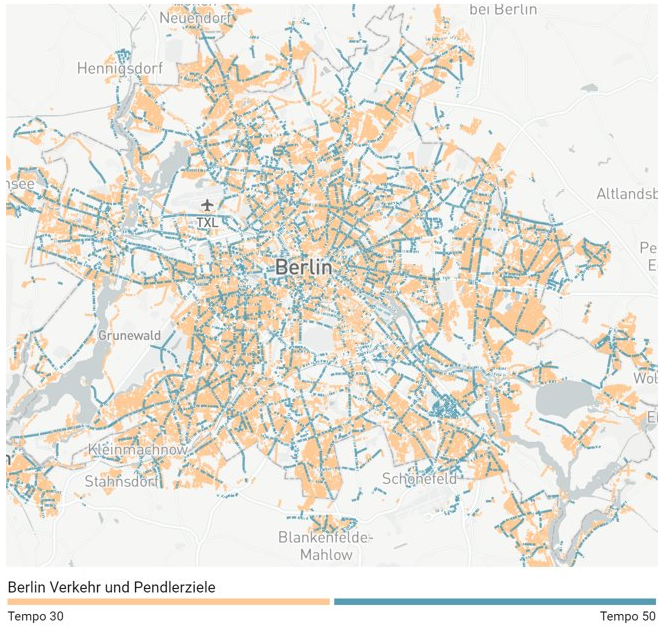 Neuendorf
bei Berlin
Hennigsdorf
nsee
TXL
Altlandsb
Berlin
Pe
E
Grunewald
Wol
E
Kleinmachnow
Stahnsdorf
Schönefeld
Blankenfelde-
Mahlow
Berlin Verkehr und Pendlerziele
Tempo 30
Tempo 50